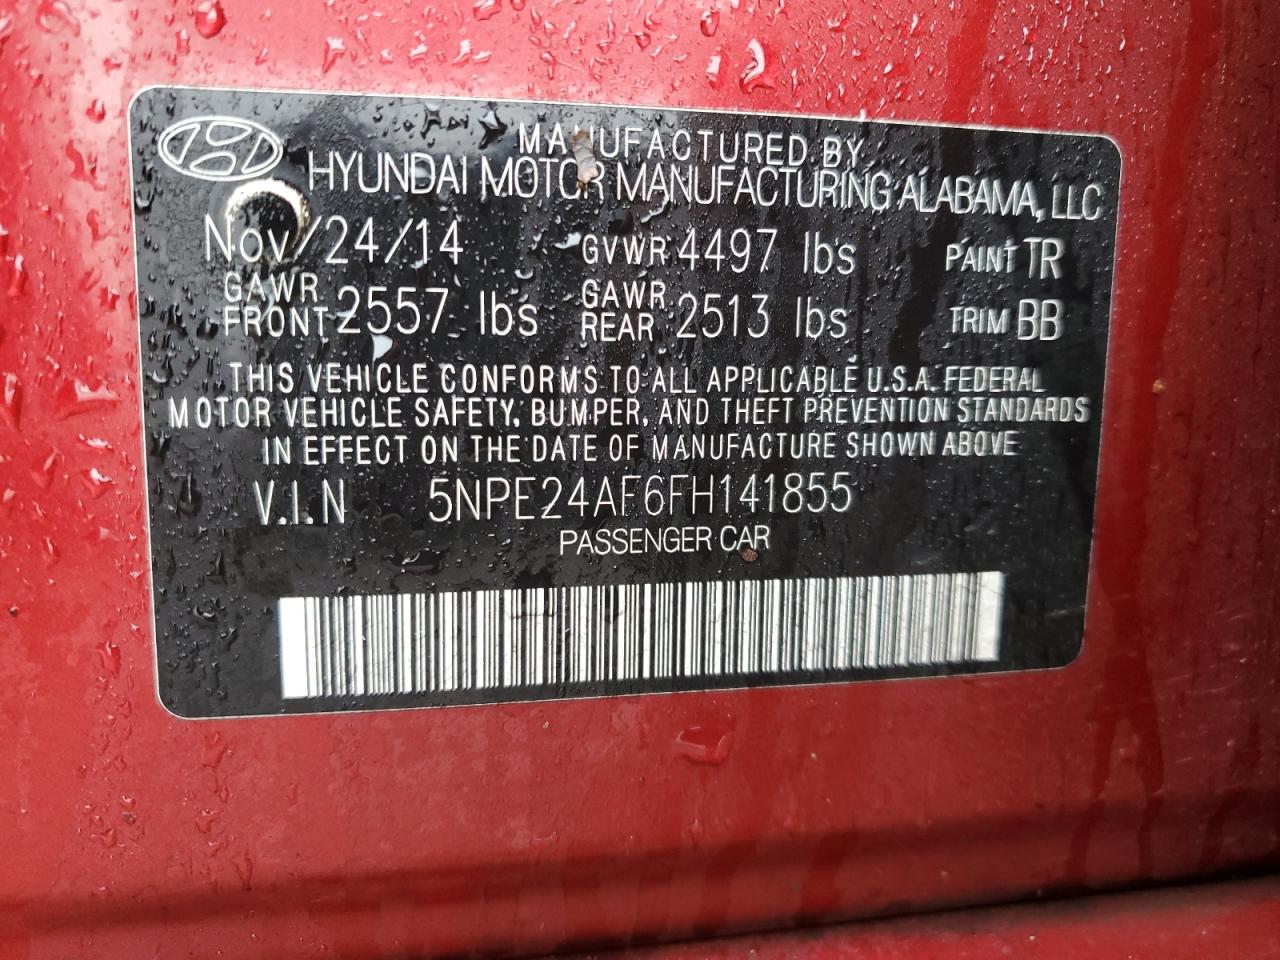 MANUFACTURED BY
HYUNDAI MOTOR MANUFACTURING ALABAMA, LLC
Nov/24/14 GVWR 4497 lbs PAINT TR
GAWR FRONT 2557 lbs GAWR REAR 2513 lbs TRIM BB
THIS VEHICLE CONFORMS TO ALL APPLICABLE U.S.A. FEDERAL
MOTOR VEHICLE SAFETY, BUMPER, AND THEFT PREVENTION STANDARDS
IN EFFECT ON THE DATE OF MANUFACTURE SHOWN ABOVE
V.I.N 5NPE24AF6FH141855
PASSENGER CAR